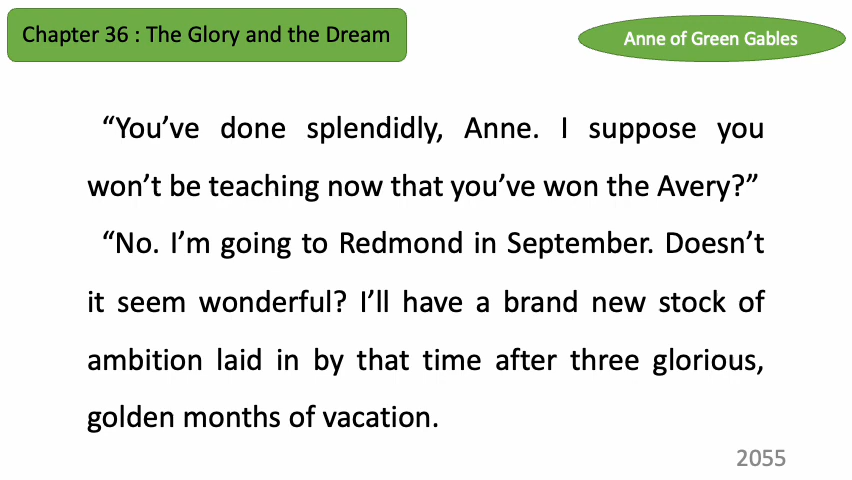 Chapter 36 : The Glory and the Dream
Anne of Green Gables
“You’ve done splendidly, Anne. I suppose you
won’t be teaching now that you’ve won the Avery?”
“No. I’m going to Redmond in September. Doesn’t
it seem wonderful? I’ll have a brand new stock of
ambition laid in by that time after three glorious,
golden months of vacation.
2055